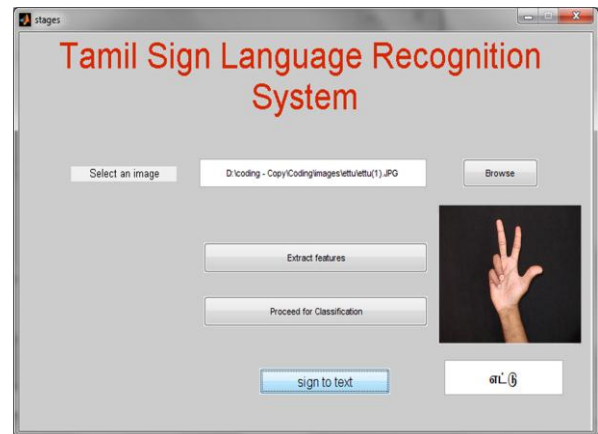 stages
Tamil Sign Language Recognition
System
Select an image
D:\coding - Copy\Coding\images\ettu\ettu(1).JPG
Browse
Extract features
Proceed for Classification
sign to text
எட்டு